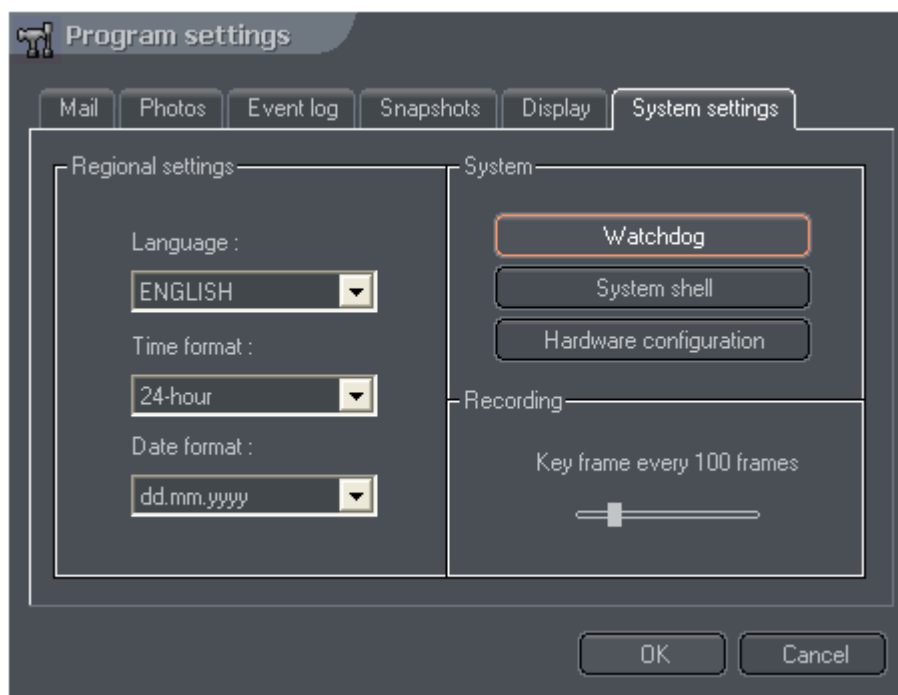 Program settings
Mail
Photos
Event log
Snapshots
Display
System settings
Regional settings
Language :
ENGLISH
Time format :
24-hour
Date format :
dd.mm.yyyy
System
Watchdog
System shell
Hardware configuration
Recording
Key frame every 100 frames
OK
Cancel